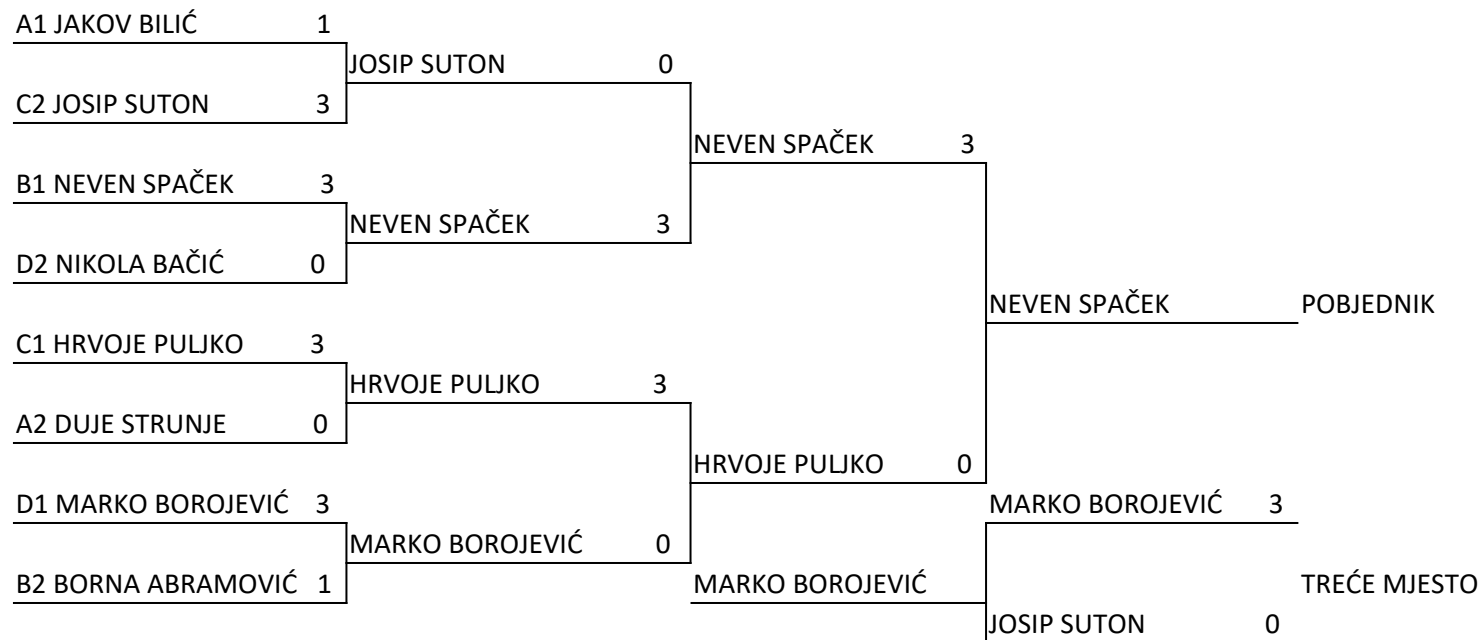 A1 JAKOV BILIĆ 1
JOSIP SUTON 0
C2 JOSIP SUTON 3
NEVEN SPAČEK 3
B1 NEVEN SPAČEK 3
NEVEN SPAČEK 3
D2 NIKOLA BAČIĆ 0
NEVEN SPAČEK POBJEDNIK
C1 HRVOJE PULJKO 3
HRVOJE PULJKO 3
A2 DUJE STRUNJE 0
HRVOJE PULJKO 0
D1 MARKO BOROJEVIĆ 3
MARKO BOROJEVIĆ 3
MARKO BOROJEVIĆ 0
B2 BORNA ABRAMOVIĆ 1
MARKO BOROJEVIĆ
TREĆE MJESTO
JOSIP SUTON 0